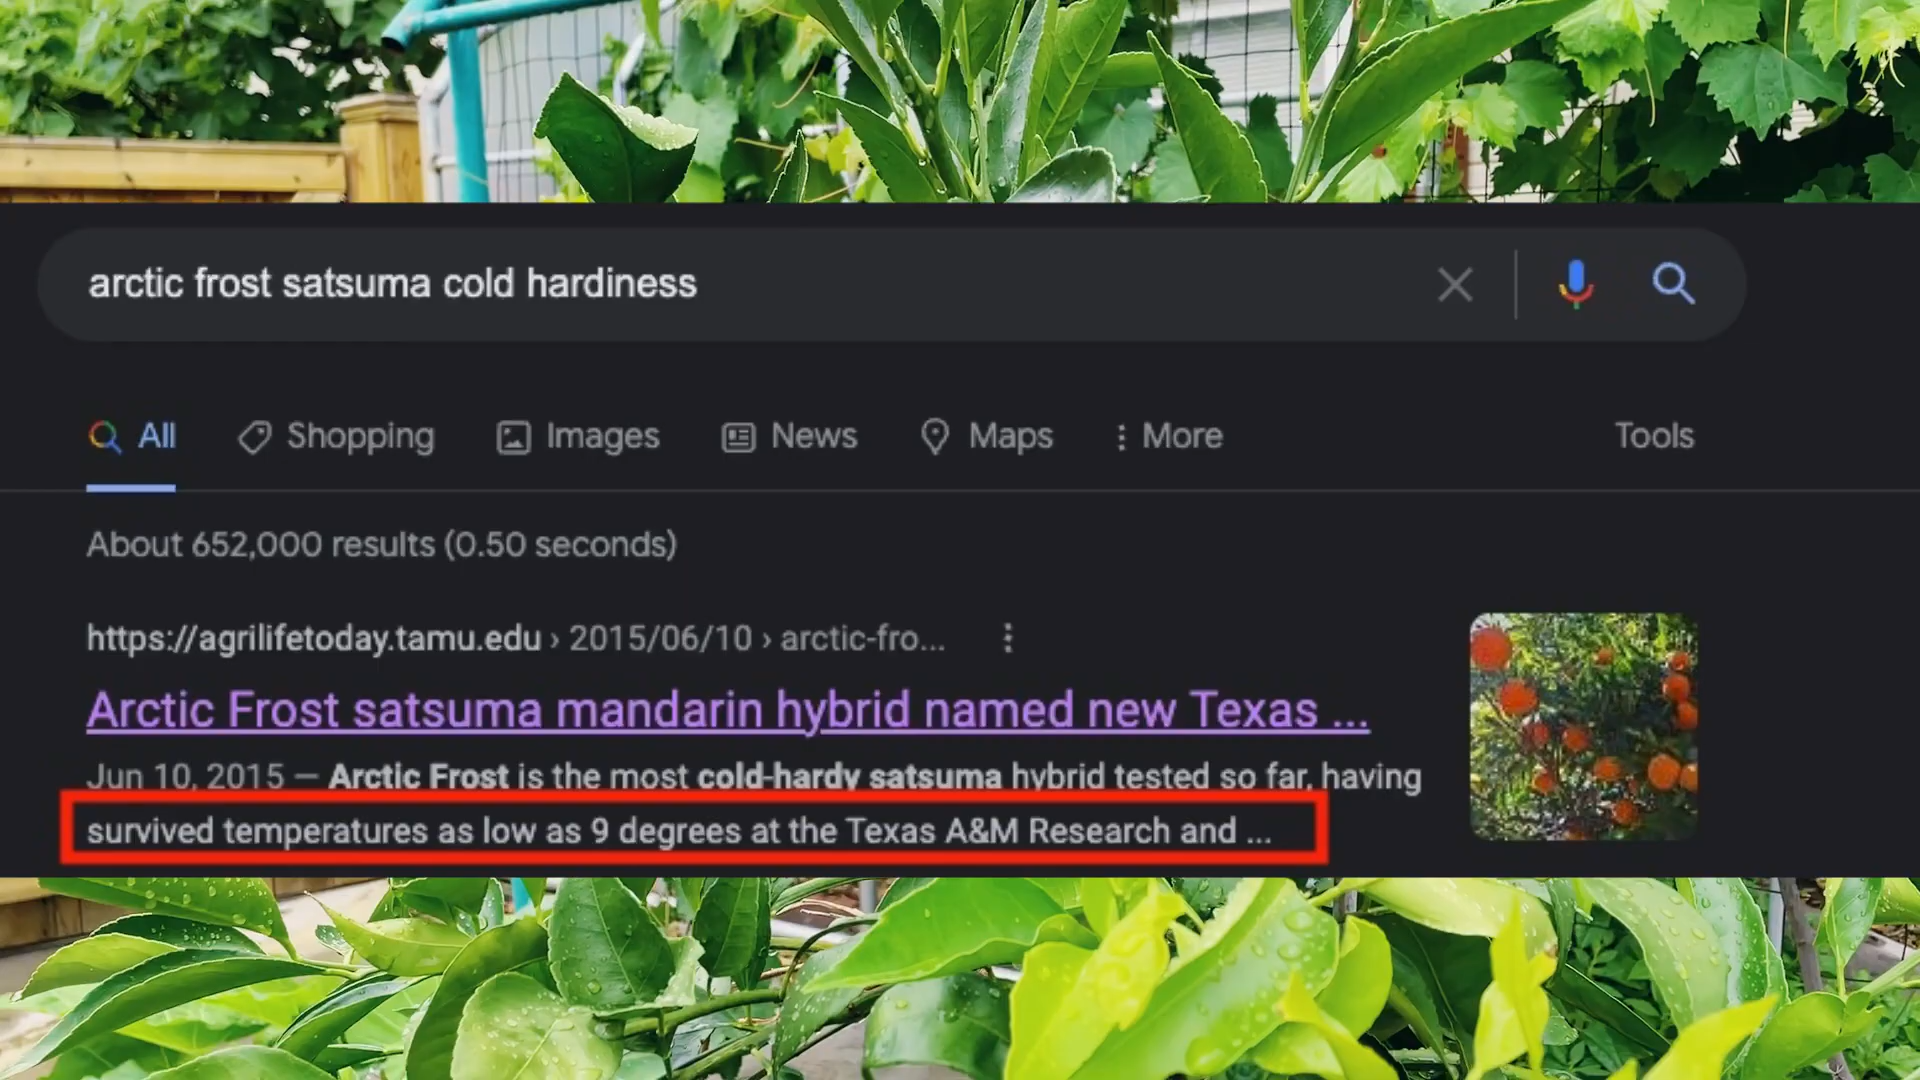 arctic frost satsuma cold hardiness
All Shopping Images News Maps More Tools
About 652,000 results (0.50 seconds)
https://agrilifetoday.tamu.edu › 2015/06/10 › arctic-fro...
Arctic Frost satsuma mandarin hybrid named new Texas ...
Jun 10, 2015 — Arctic Frost is the most cold-hardy satsuma hybrid tested so far, having
survived temperatures as low as 9 degrees at the Texas A&M Research and ...